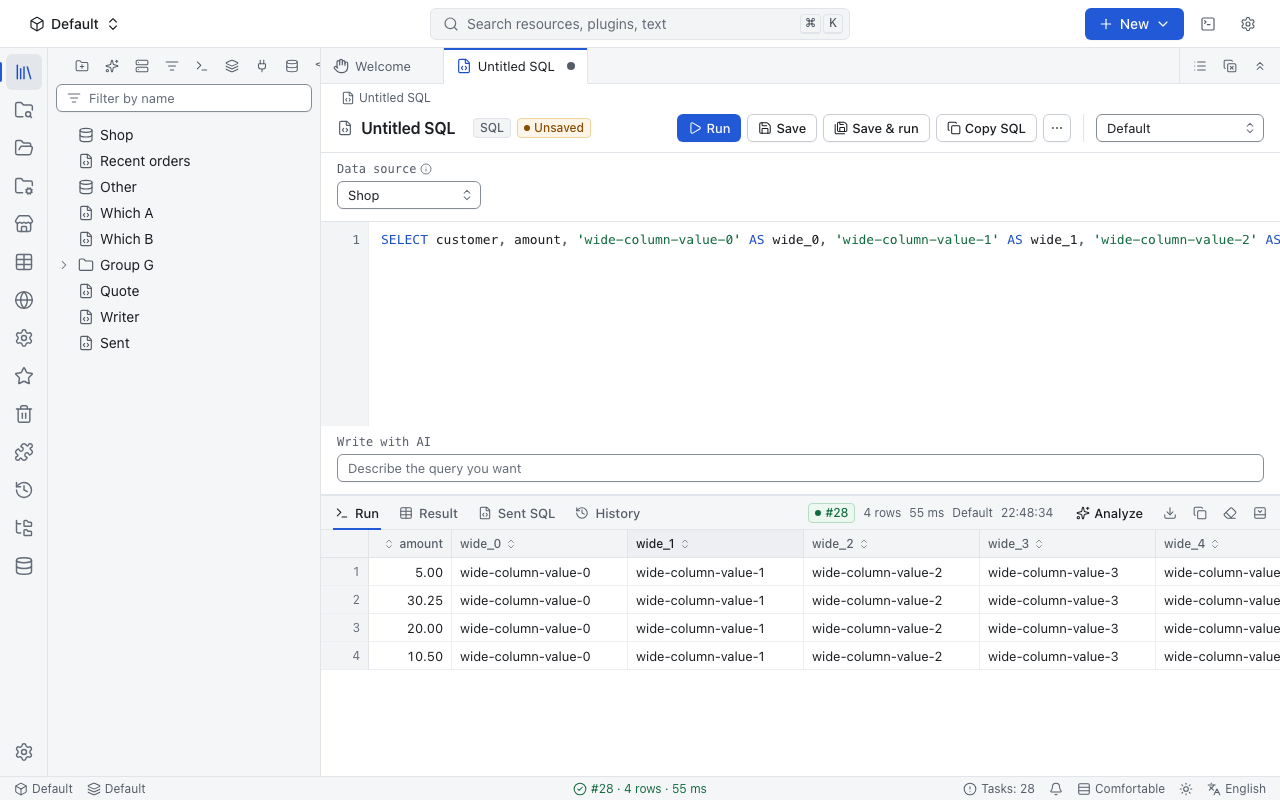 Default
Search resources, plugins, text
⌘ K
New
Welcome
Untitled SQL
Filter by name
Shop
Recent orders
Other
Which A
Which B
Group G
Quote
Writer
Sent
Untitled SQL
Untitled SQL
SQL
Unsaved
Run
Save
Save & run
Copy SQL
Default
Data source
Shop
1 SELECT customer, amount, 'wide-column-value-0' AS wide_0, 'wide-column-value-1' AS wide_1, 'wide-column-value-2' AS
Write with AI
Describe the query you want
Run Result Sent SQL History #28 4 rows 55 ms Default 22:48:34 Analyze
amount wide_0 wide_1 wide_2 wide_3 wide_4
1 5.00 wide-column-value-0 wide-column-value-1 wide-column-value-2 wide-column-value-3 wide-column-value
2 30.25 wide-column-value-0 wide-column-value-1 wide-column-value-2 wide-column-value-3 wide-column-value
3 20.00 wide-column-value-0 wide-column-value-1 wide-column-value-2 wide-column-value-3 wide-column-value
4 10.50 wide-column-value-0 wide-column-value-1 wide-column-value-2 wide-column-value-3 wide-column-value
Default Default #28 · 4 rows · 55 ms Tasks: 28 Comfortable English